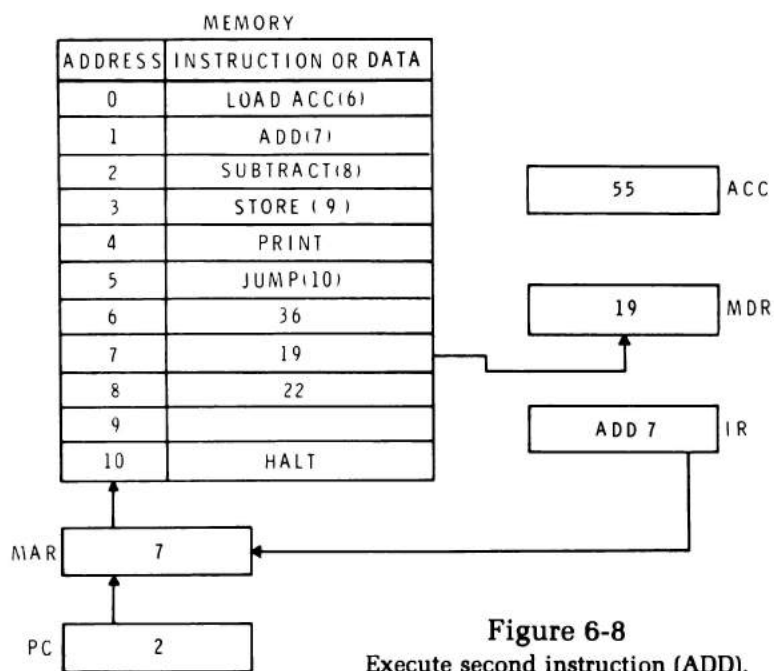 MEMORY
ADDRESS INSTRUCTION OR DATA
0 LOAD ACC(6)
1 ADD(7)
2 SUBTRACT(8)
3 STORE (9)
4 PRINT
5 JUMP(10)
6 36
7 19
8 22
9
10 HALT
55 ACC
19 MDR
ADD 7 IR
MAR 7
PC 2
Figure 6-8
Execute second instruction (ADD).